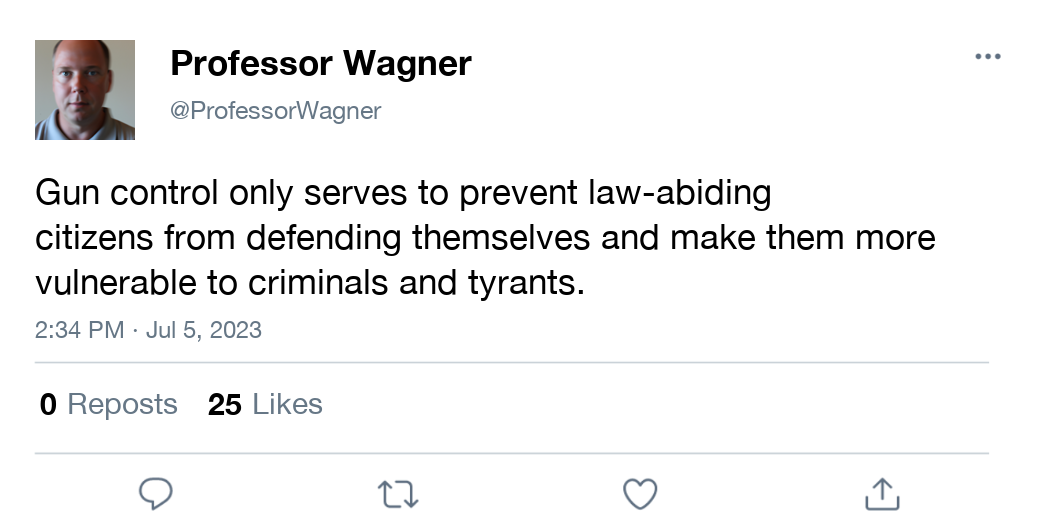 Professor Wagner
@ProfessorWagner
Gun control only serves to prevent law-abiding
citizens from defending themselves and make them more
vulnerable to criminals and tyrants.
2:34 PM · Jul 5, 2023
0 Reposts 25 Likes